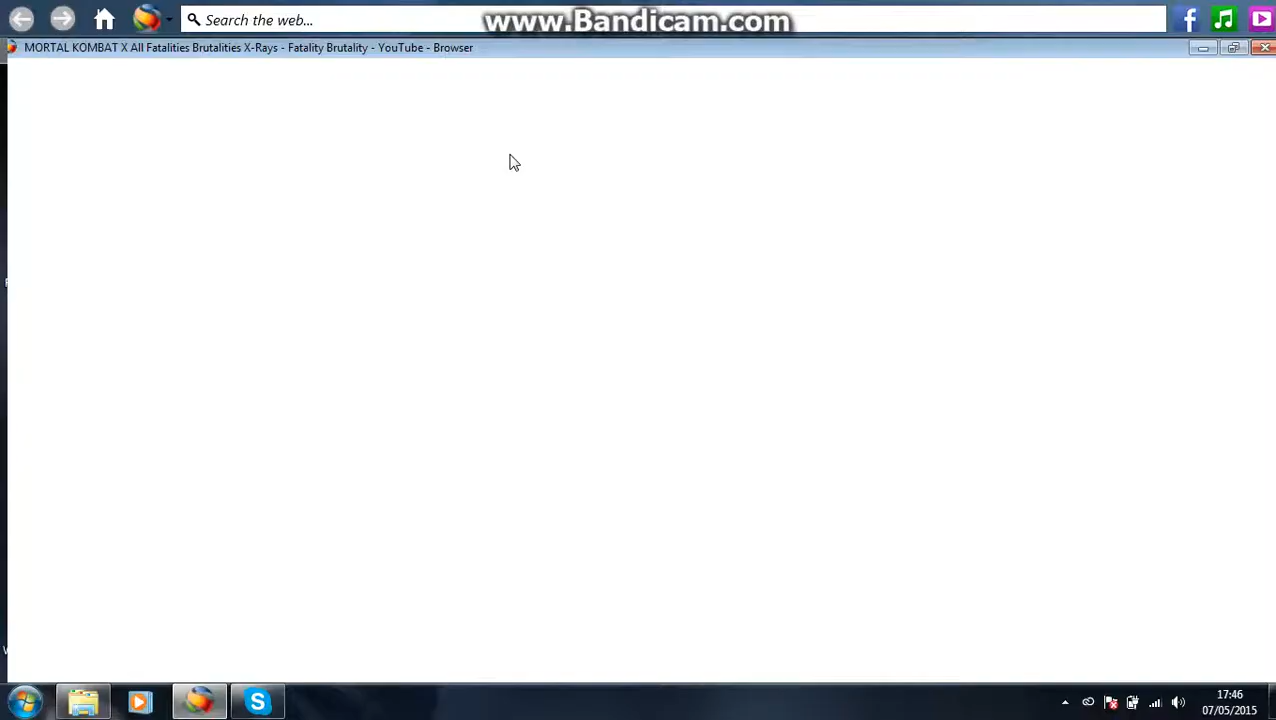 Search the web...
www.Bandicam.com
MORTAL KOMBAT X All Fatalities Brutalities X-Rays - Fatality Brutality - YouTube - Browser
17:46
07/05/2015